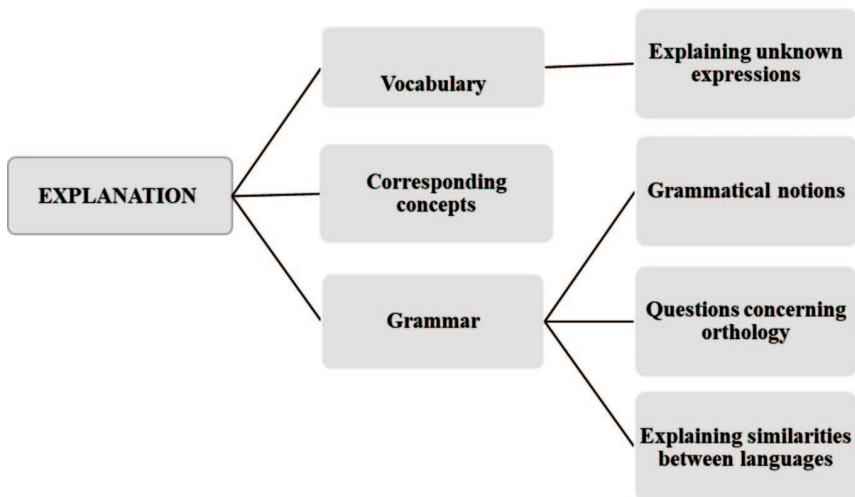 EXPLANATION
Vocabulary
Explaining unknown
expressions
Corresponding
concepts
Grammar
Grammatical notions
Questions concerning
orthology
Explaining similarities
between languages